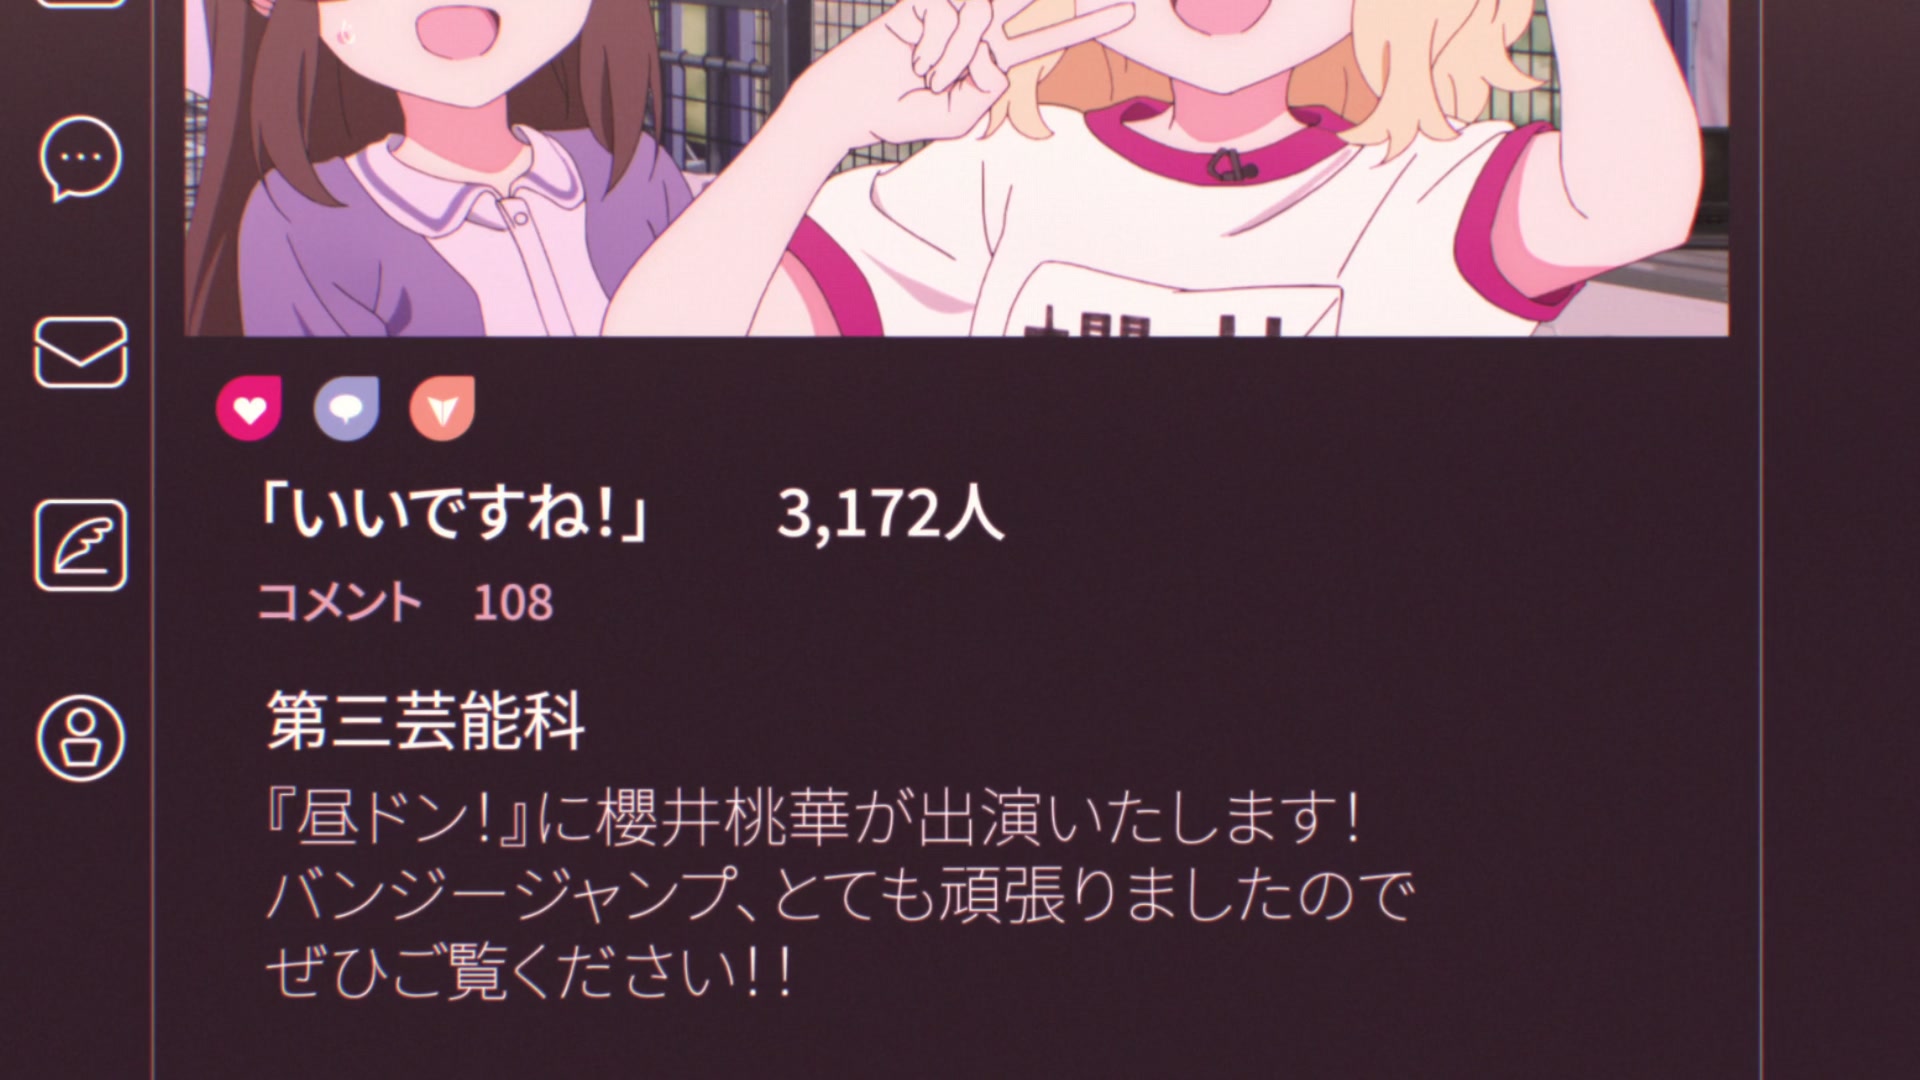 「いいですね！」 3,172人
コメント 108
第三芸能科
『昼ドン！』に櫻井桃華が出演いたします！
バンジージャンプ、とても頑張りましたので
ぜひご覧ください！！